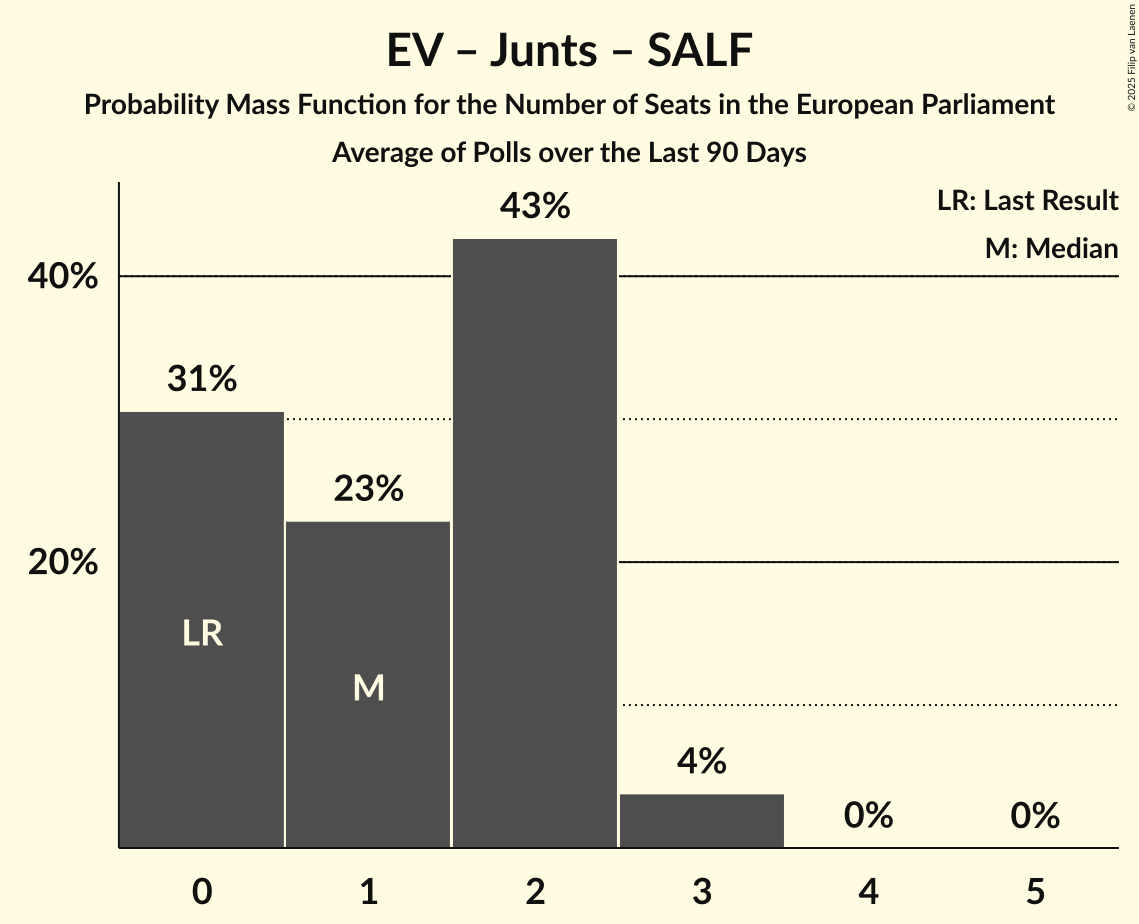 EV – Junts – SALF
Probability Mass Function for the Number of Seats in the European Parliament
Average of Polls over the Last 90 Days
© 2025 Filip van Laenen
LR: Last Result
M: Median
43%
40%
31%
23%
20%
LR
M
4%
0%
0%
0
1
2
3
4
5